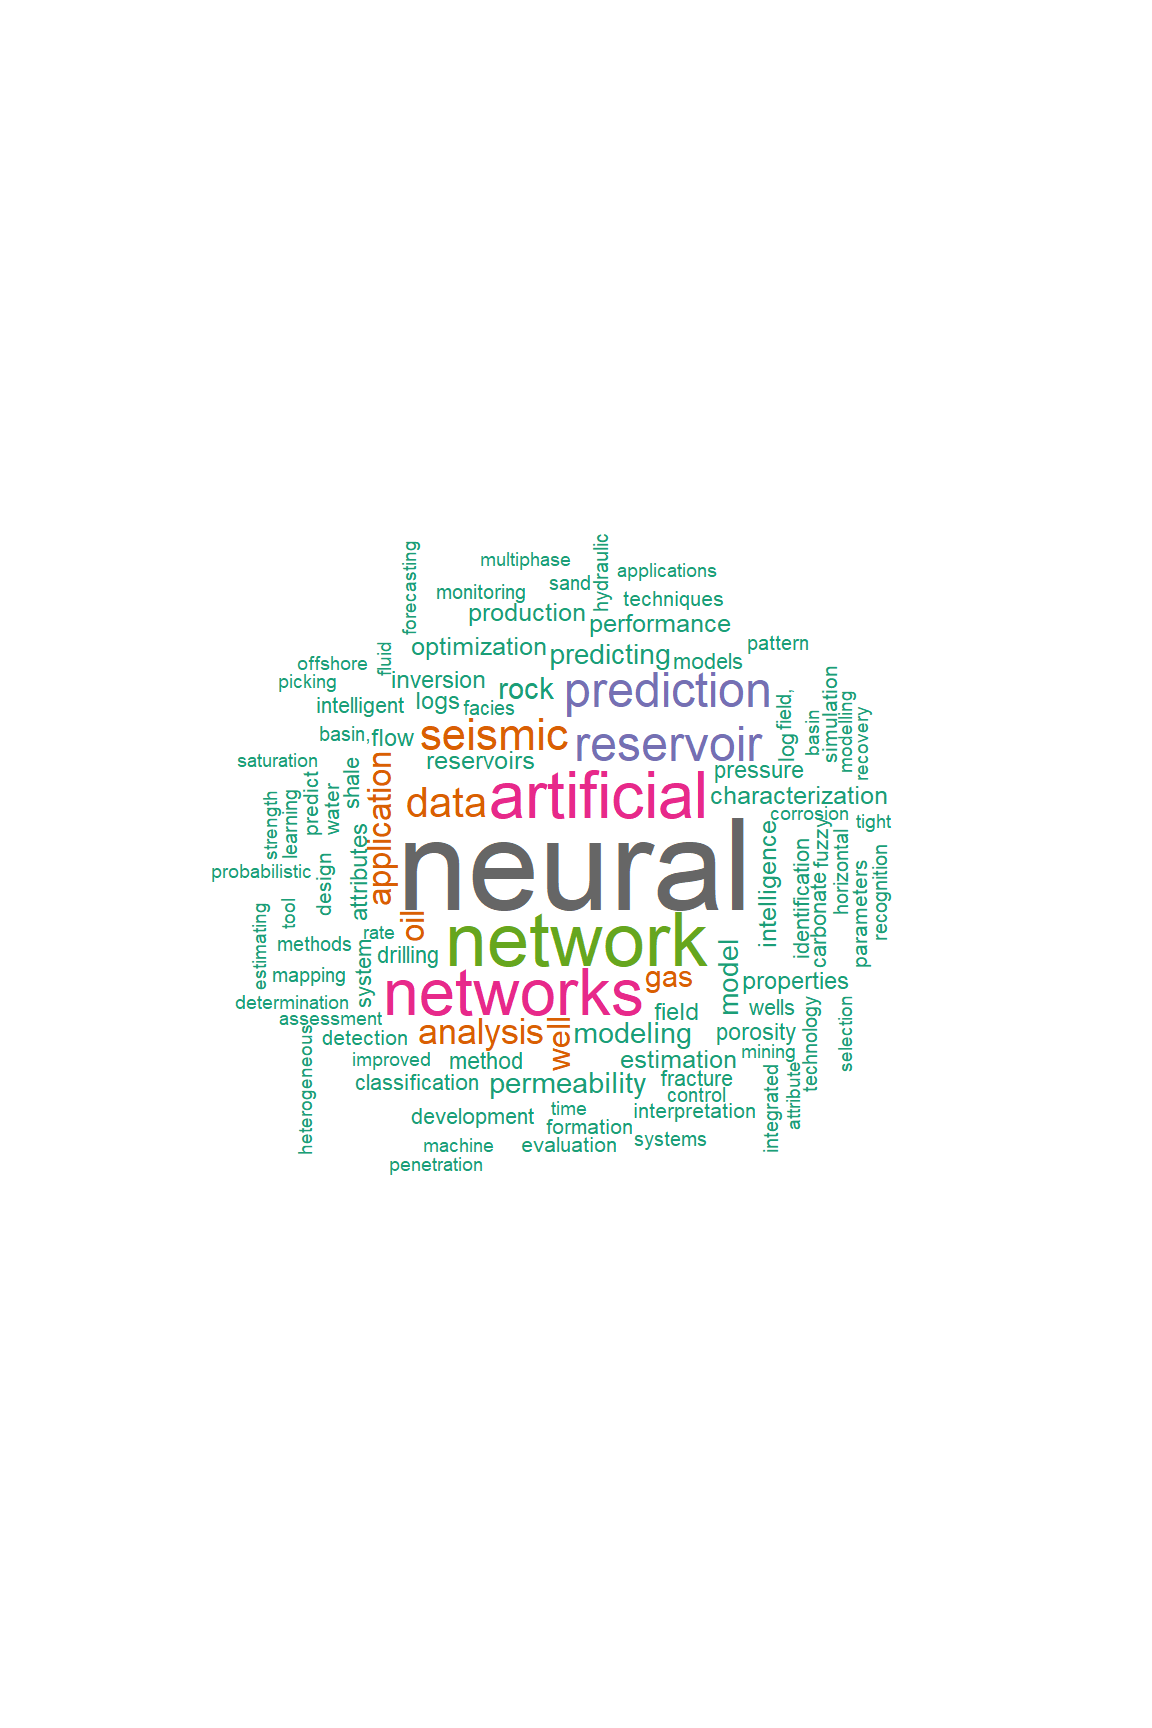 hydraulic
forecasting
multiphase
applications
sand
monitoring
techniques
production
performance
pattern
optimization
predicting
models
fluid
offshore
picking
inversion
rock
prediction
simulation
intelligent
logs
facies
field,
log
basin
modelling
recovery
basin,
flow
seismic
reservoir
saturation
reservoirs
pressure
shale
application
data
artificial
characterization
predict
water
learning
strength
corrosion
tight
fuzzy
neural
probabilistic
design
attributes
intelligence
identification
carbonate
horizontal
parameters
recognition
tool
estimating
oil
rate
network
methods
drilling
system
mapping
networks
gas
model
properties
determination
assessment
field
wells
technology
selection
heterogeneous
detection
analysis
well
modeling
porosity
improved
method
estimation
mining
classification
permeability
fracture
control
integrated
attribute
development
time
interpretation
formation
machine
evaluation
systems
penetration